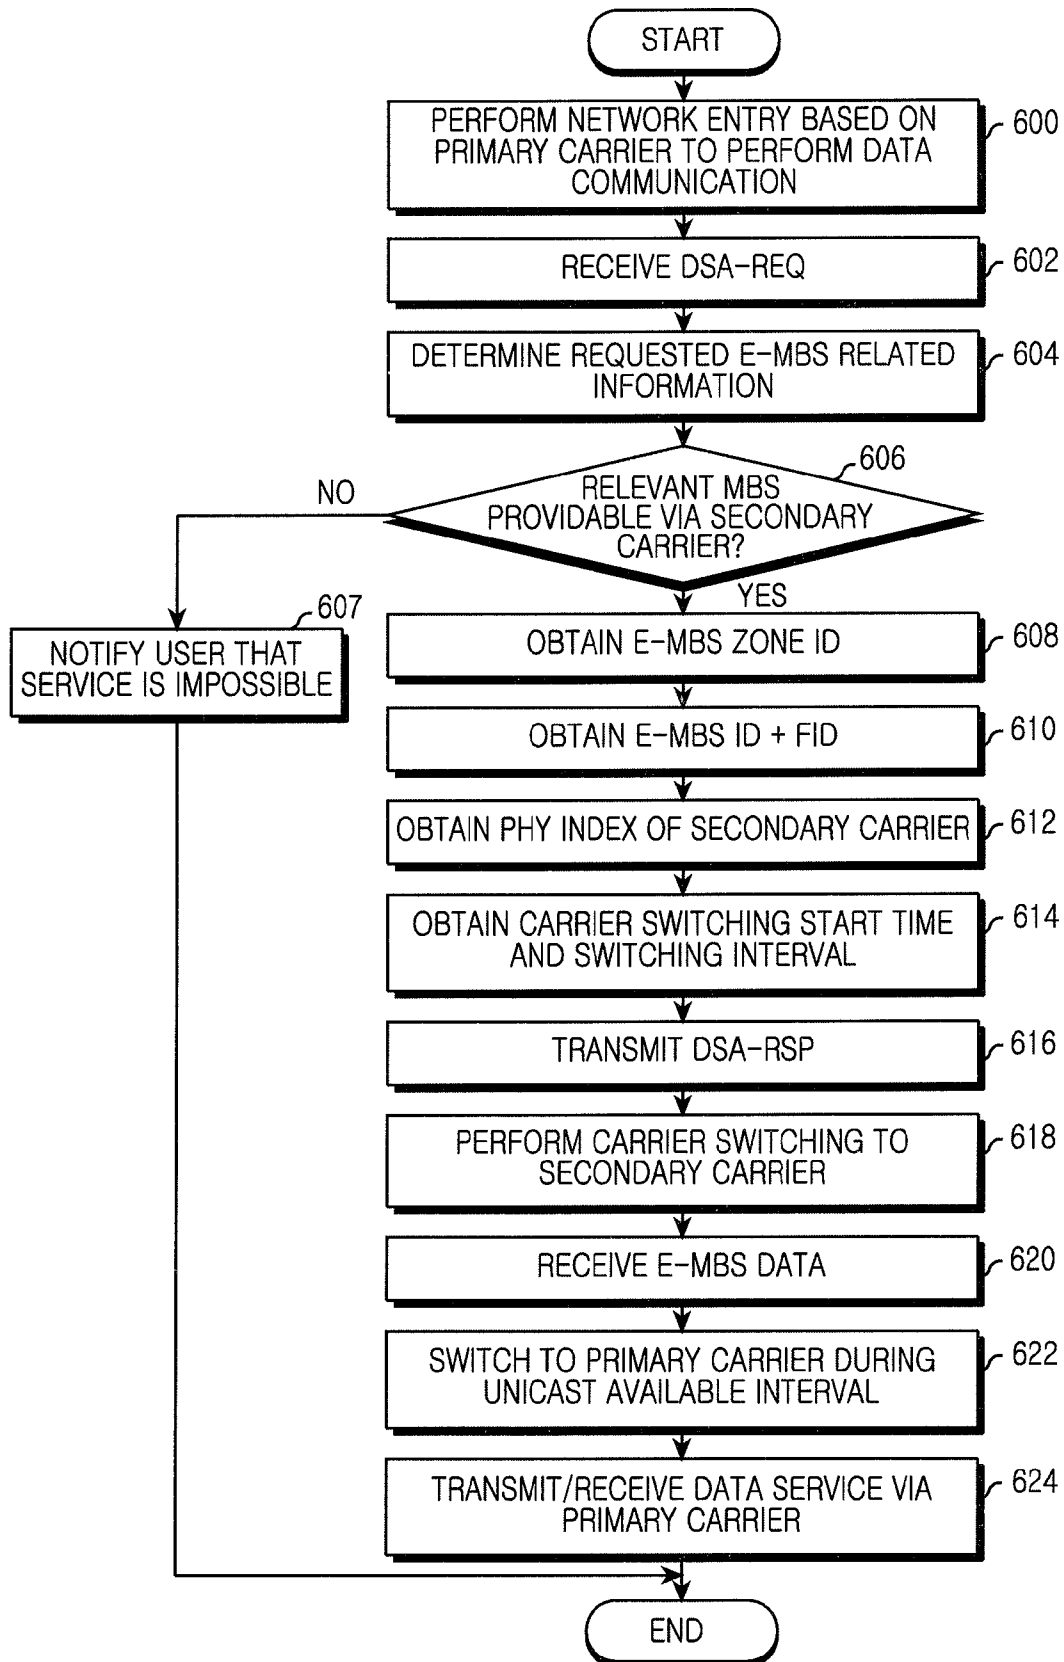 START
PERFORM NETWORK ENTRY BASED ON
PRIMARY CARRIER TO PERFORM DATA
COMMUNICATION
600
RECEIVE DSA-REQ
602
DETERMINE REQUESTED E-MBS RELATED
INFORMATION
604
606
RELEVANT MBS
PROVIDABLE VIA SECONDARY
CARRIER?
NO
YES
607
NOTIFY USER THAT
SERVICE IS IMPOSSIBLE
OBTAIN E-MBS ZONE ID
608
OBTAIN E-MBS ID + FID
610
OBTAIN PHY INDEX OF SECONDARY CARRIER
612
OBTAIN CARRIER SWITCHING START TIME
AND SWITCHING INTERVAL
614
TRANSMIT DSA-RSP
616
PERFORM CARRIER SWITCHING TO
SECONDARY CARRIER
618
RECEIVE E-MBS DATA
620
SWITCH TO PRIMARY CARRIER DURING
UNICAST AVAILABLE INTERVAL
622
TRANSMIT/RECEIVE DATA SERVICE VIA
PRIMARY CARRIER
624
END